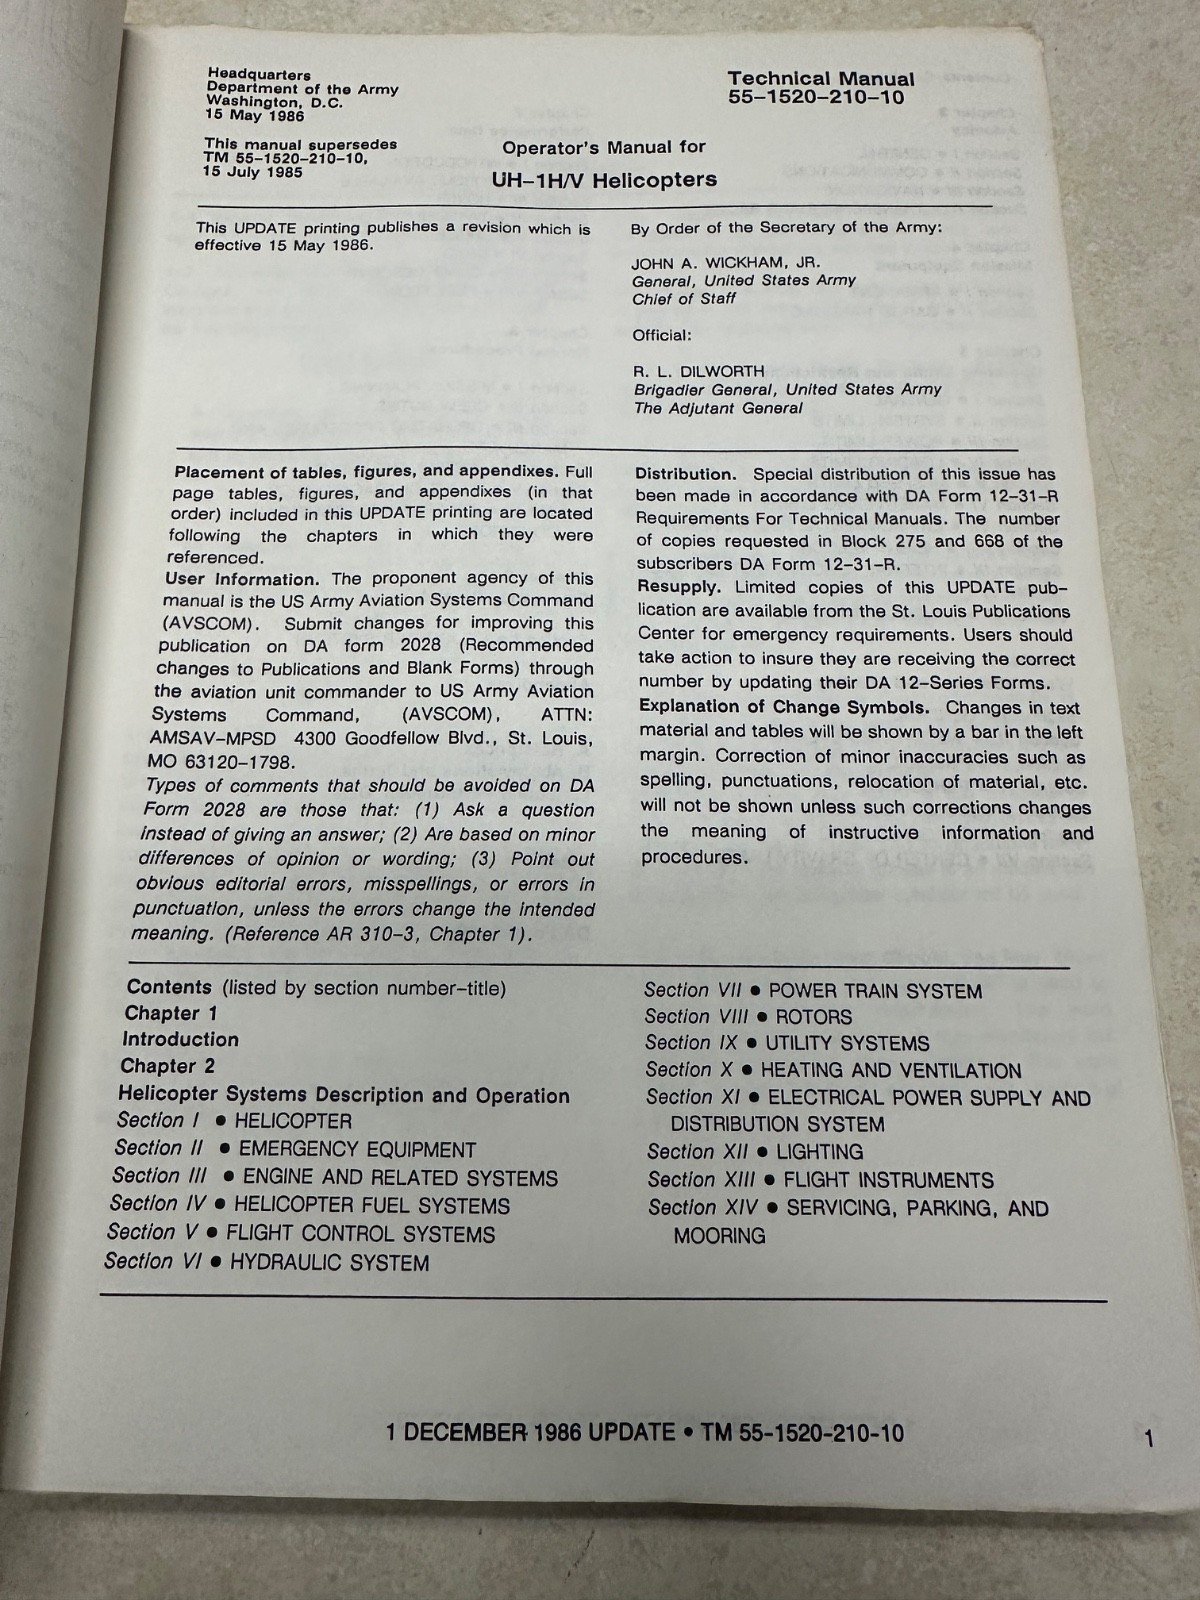 Headquarters
Department of the Army
Washington, D.C.
15 May 1986
This manual supersedes
TM 55-1520-210-10,
15 July 1985
Technical Manual
55-1520-210-10
Operator's Manual for
UH-1H/V Helicopters
This UPDATE printing publishes a revision which is
effective 15 May 1986.
By Order of the Secretary of the Army:
JOHN A. WICKHAM, JR.
General, United States Army
Chief of Staff
Official:
R. L. DILWORTH
Brigadier General, United States Army
The Adjutant General
Placement of tables, figures, and appendixes. Full
page tables, figures, and appendixes (in that
order) included in this UPDATE printing are located
following the chapters in which they were
referenced.
User Information. The proponent agency of this
manual is the US Army Aviation Systems Command
(AVSCOM). Submit changes for improving this
publication on DA form 2028 (Recommended
changes to Publications and Blank Forms) through
the aviation unit commander to US Army Aviation
Systems Command, (AVSCOM), ATTN:
AMSAV-MPSD 4300 Goodfellow Blvd., St. Louis,
MO 63120-1798.
Types of comments that should be avoided on DA
Form 2028 are those that: (1) Ask a question
instead of giving an answer; (2) Are based on minor
differences of opinion or wording; (3) Point out
obvious editorial errors, misspellings, or errors in
punctuation, unless the errors change the intended
meaning. (Reference AR 310-3, Chapter 1).
Distribution. Special distribution of this issue has
been made in accordance with DA Form 12-31-R
Requirements For Technical Manuals. The number
of copies requested in Block 275 and 668 of the
subscribers DA Form 12-31-R.
Resupply. Limited copies of this UPDATE pub-
lication are available from the St. Louis Publications
Center for emergency requirements. Users should
take action to insure they are receiving the correct
number by updating their DA 12-Series Forms.
Explanation of Change Symbols. Changes in text
material and tables will be shown by a bar in the left
margin. Correction of minor inaccuracies such as
spelling, punctuations, relocation of material, etc.
will not be shown unless such corrections changes
the meaning of instructive information and
procedures.
Contents (listed by section number-title)
Chapter 1
Introduction
Chapter 2
Helicopter Systems Description and Operation
Section I ● HELICOPTER
Section II ● EMERGENCY EQUIPMENT
Section III ● ENGINE AND RELATED SYSTEMS
Section IV ● HELICOPTER FUEL SYSTEMS
Section V ● FLIGHT CONTROL SYSTEMS
Section VI ● HYDRAULIC SYSTEM
Section VII ● POWER TRAIN SYSTEM
Section VIII ● ROTORS
Section IX ● UTILITY SYSTEMS
Section X ● HEATING AND VENTILATION
Section XI ● ELECTRICAL POWER SUPPLY AND
DISTRIBUTION SYSTEM
Section XII ● LIGHTING
Section XIII ● FLIGHT INSTRUMENTS
Section XIV ● SERVICING, PARKING, AND
MOORING
1 DECEMBER 1986 UPDATE • TM 55-1520-210-10
1